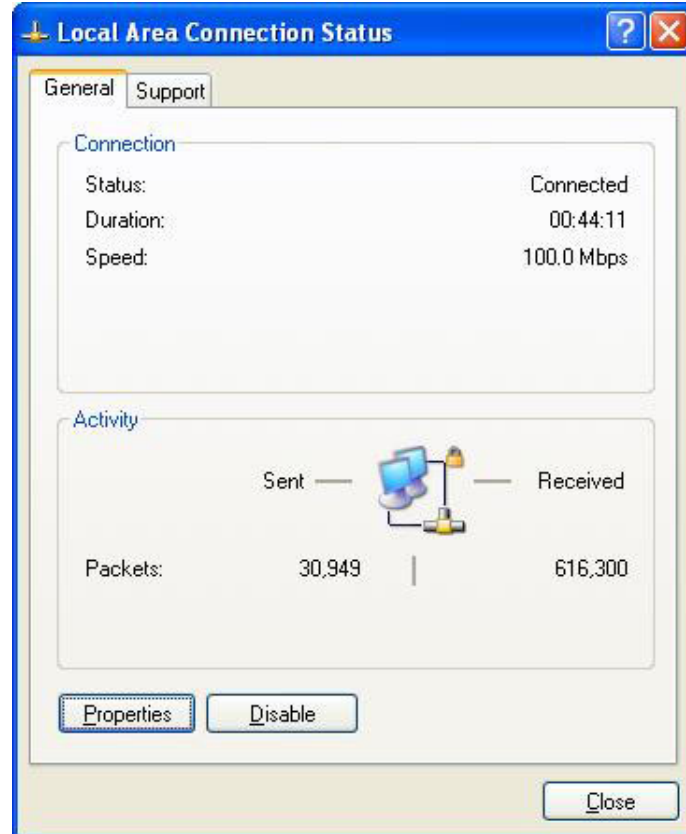 Local Area Connection Status
General Support
Connection
Status: Connected
Duration: 00:44:11
Speed: 100.0 Mbps
Activity
Sent Received
Packets: 30,949 616,300
Properties Disable
Close